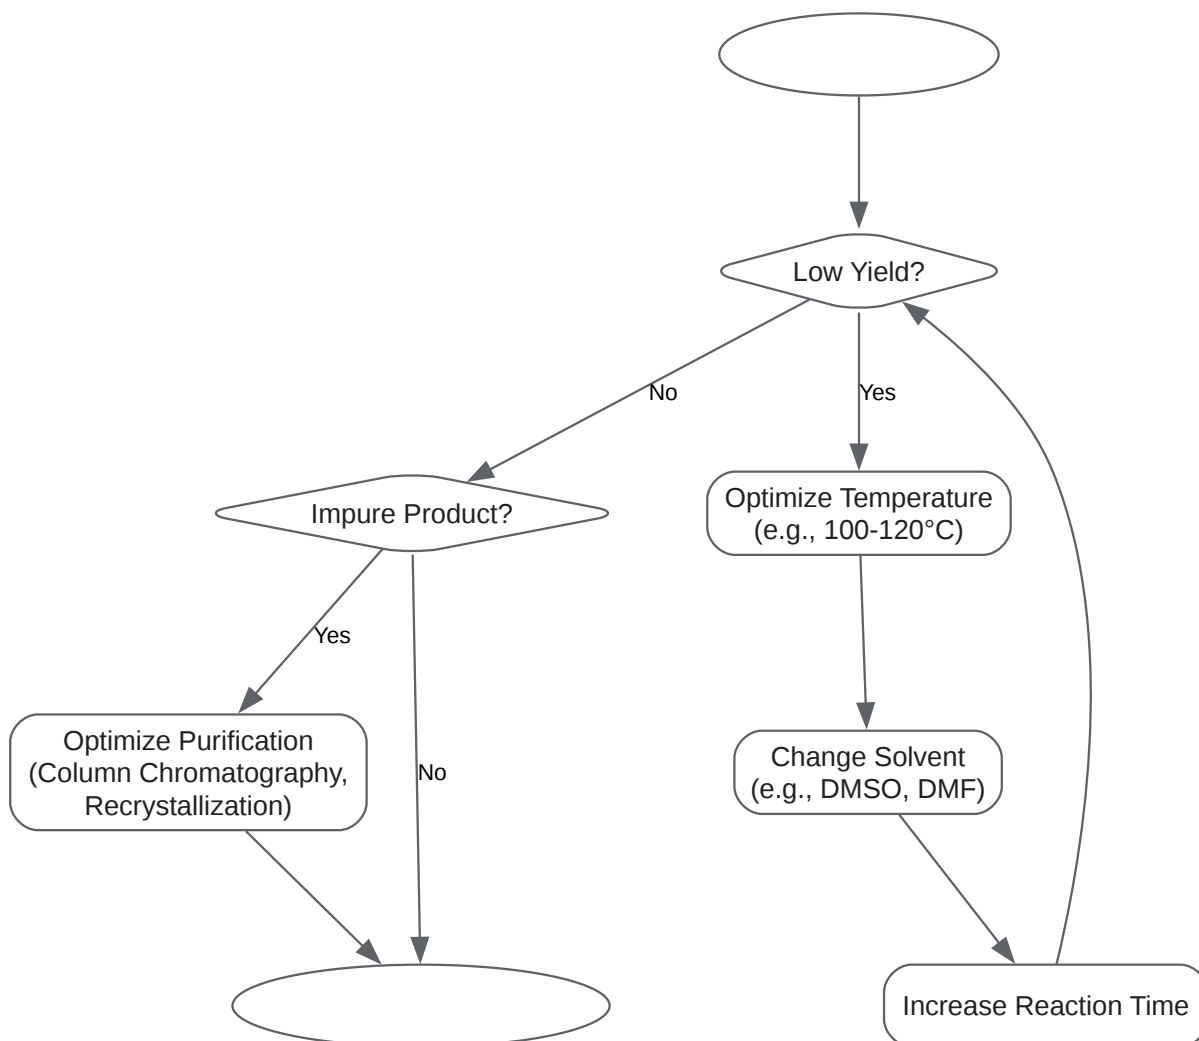 Low Yield?
No
Yes
Impure Product?
Optimize Temperature
(e.g., 100-120°C)
Yes
Optimize Purification
(Column Chromatography,
Recrystallization)
No
Change Solvent
(e.g., DMSO, DMF)
Increase Reaction Time